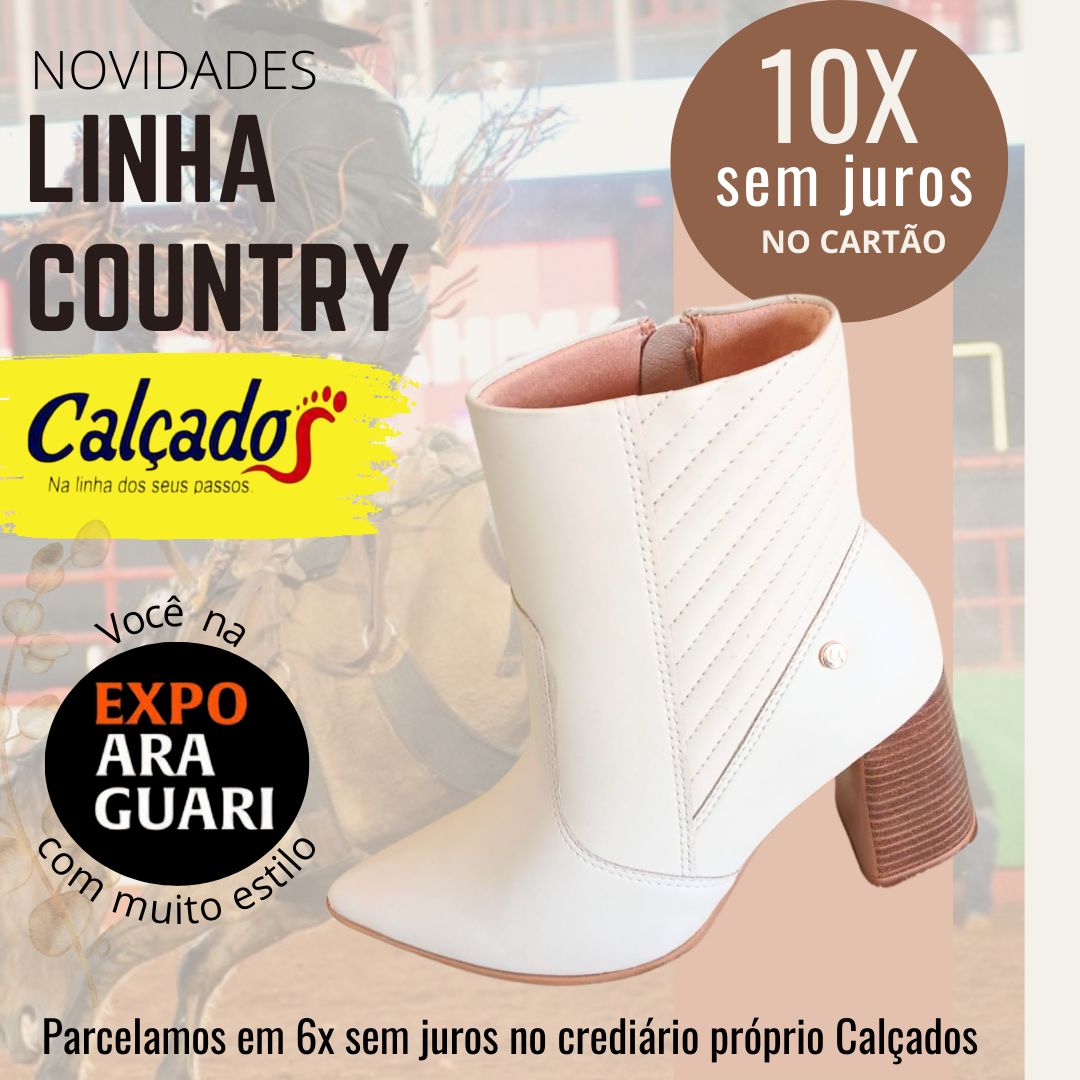 NOVIDADES
LINHA
COUNTRY
10X
sem juros
NO CARTÃO
Calçados
Na linha dos seus passos.
Você na
EXPO
ARA
GUARI
com muito estilo
Parcelamos em 6x sem juros no crediário próprio Calçados